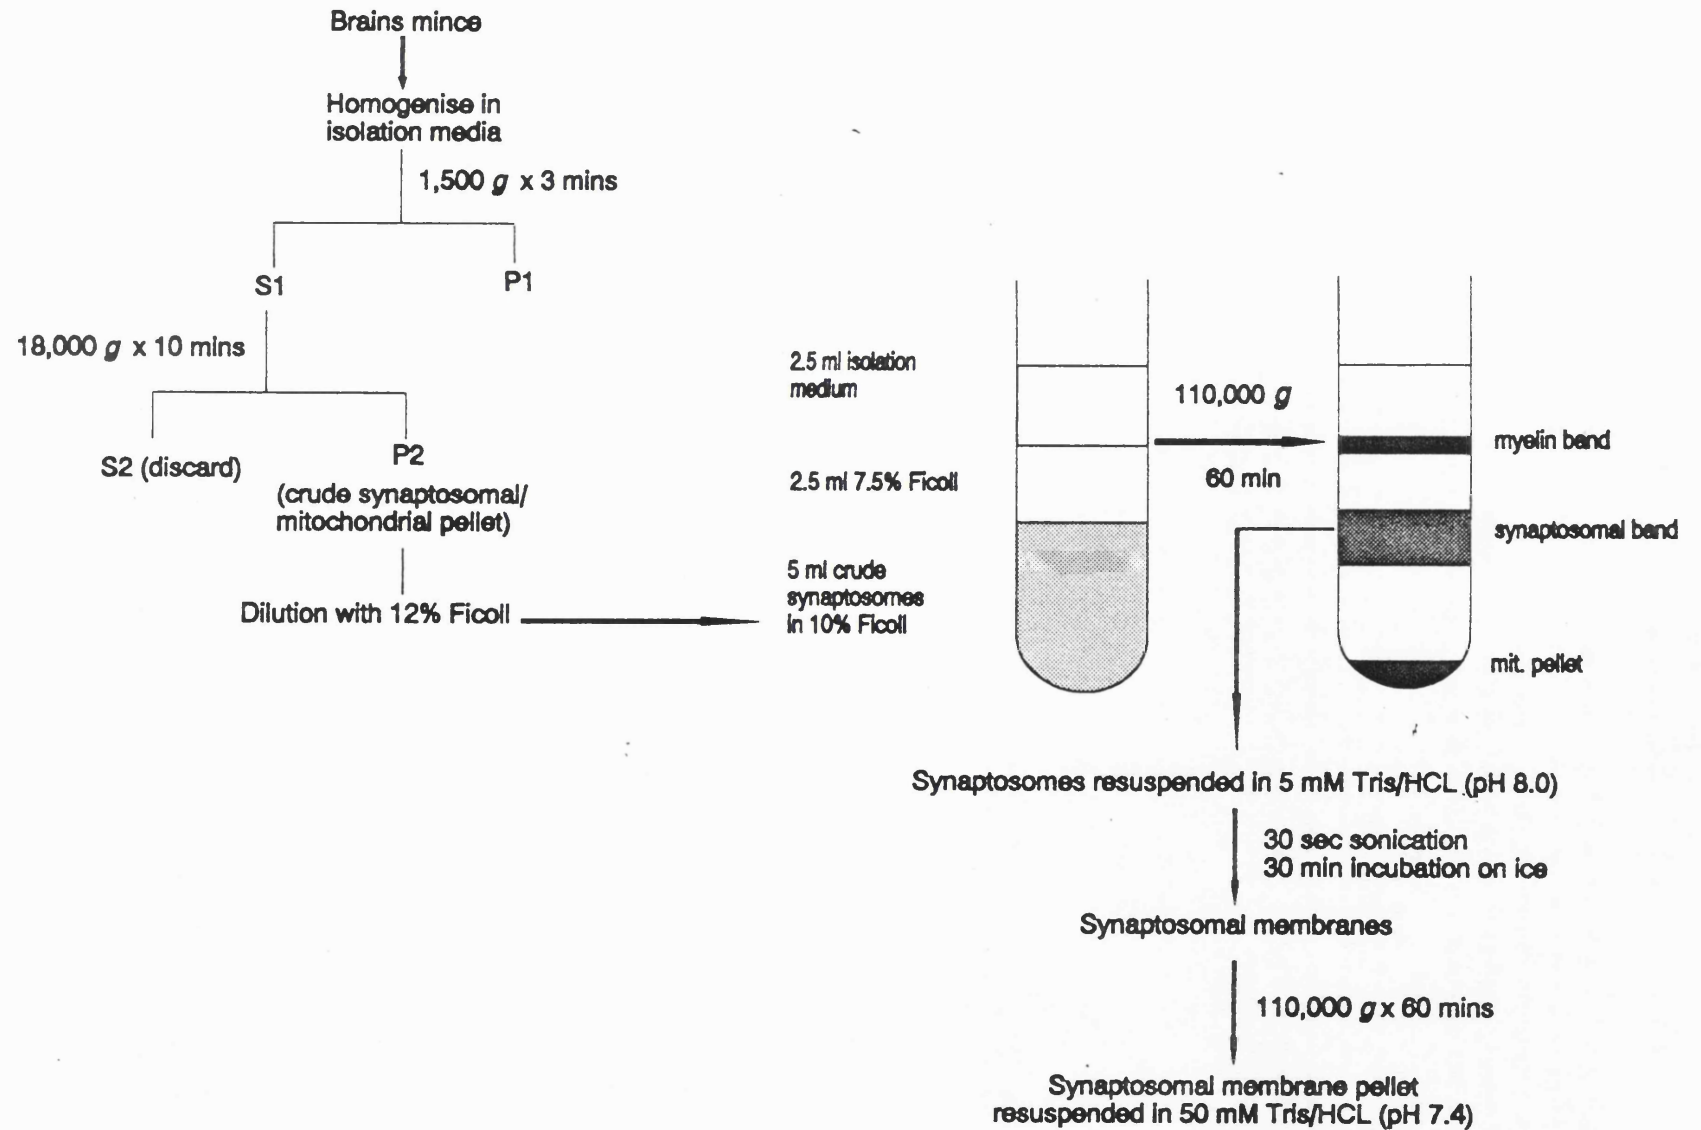 Brains mince
Homogenise in
isolation media
1,500 g x 3 mins
S1
P1
18,000 g x 10 mins
S2 (discard)
P2
(crude synaptosomal/
mitochondrial pellet)
Dilution with 12% Ficoll
2.5 ml isolation
medium
2.5 ml 7.5% Ficoll
5 ml crude
synaptosomes
in 10% Ficoll
110,000 g
60 min
myelin band
synaptosomal band
mit. pellet
Synaptosomes resuspended in 5 mM Tris/HCL (pH 8.0)
30 sec sonication
30 min incubation on ice
Synaptosomal membranes
110,000 g x 60 mins
Synaptosomal membrane pellet
resuspended in 50 mM Tris/HCL (pH 7.4)